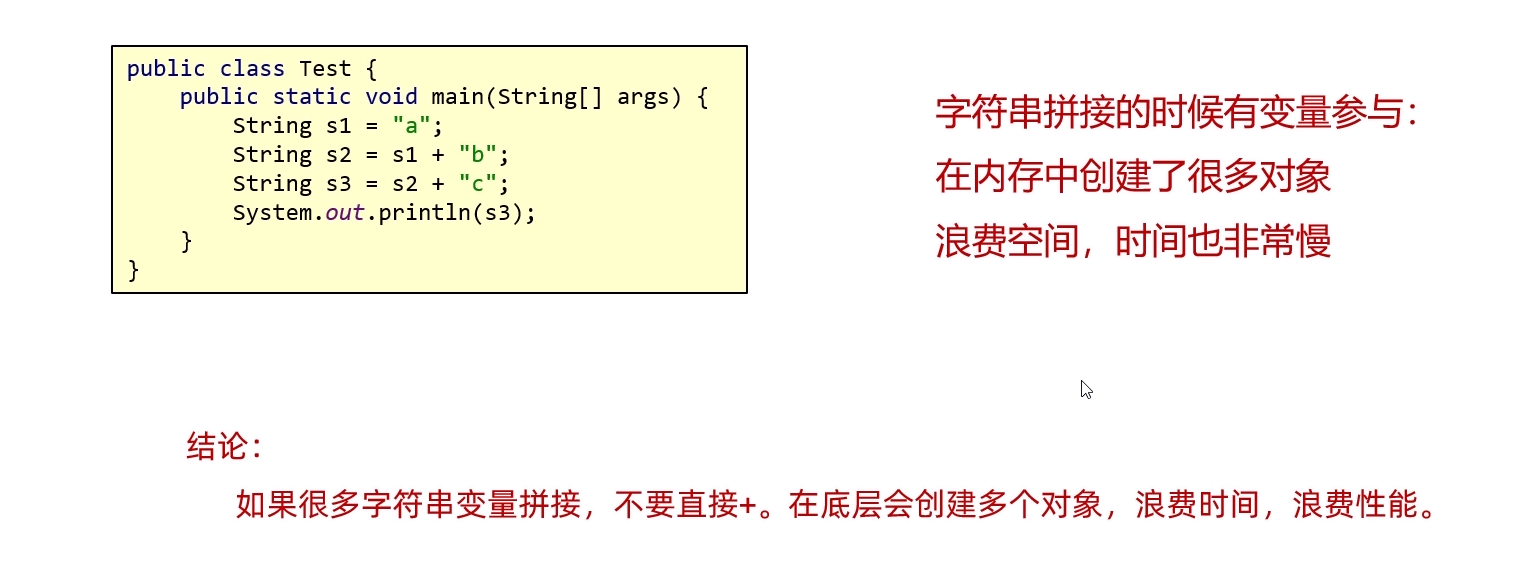 public class Test {
    public static void main(String[] args) {
        String s1 = "a";
        String s2 = s1 + "b";
        String s3 = s2 + "c";
        System.out.println(s3);
    }
}
字符串拼接的时候有变量参与：
在内存中创建了很多对象
浪费空间，时间也非常慢
结论：
如果很多字符串变量拼接，不要直接+。在底层会创建多个对象，浪费时间，浪费性能。